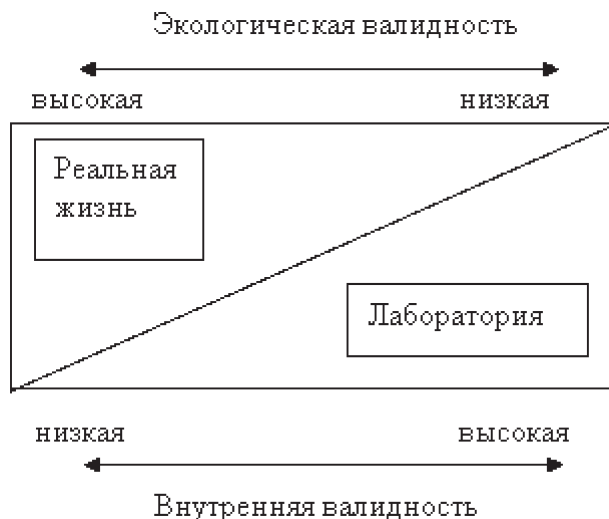 Экологическая валидность
высокая низкая
Реальная
жизнь
Лаборатория
низкая высокая
Внутренняя валидность